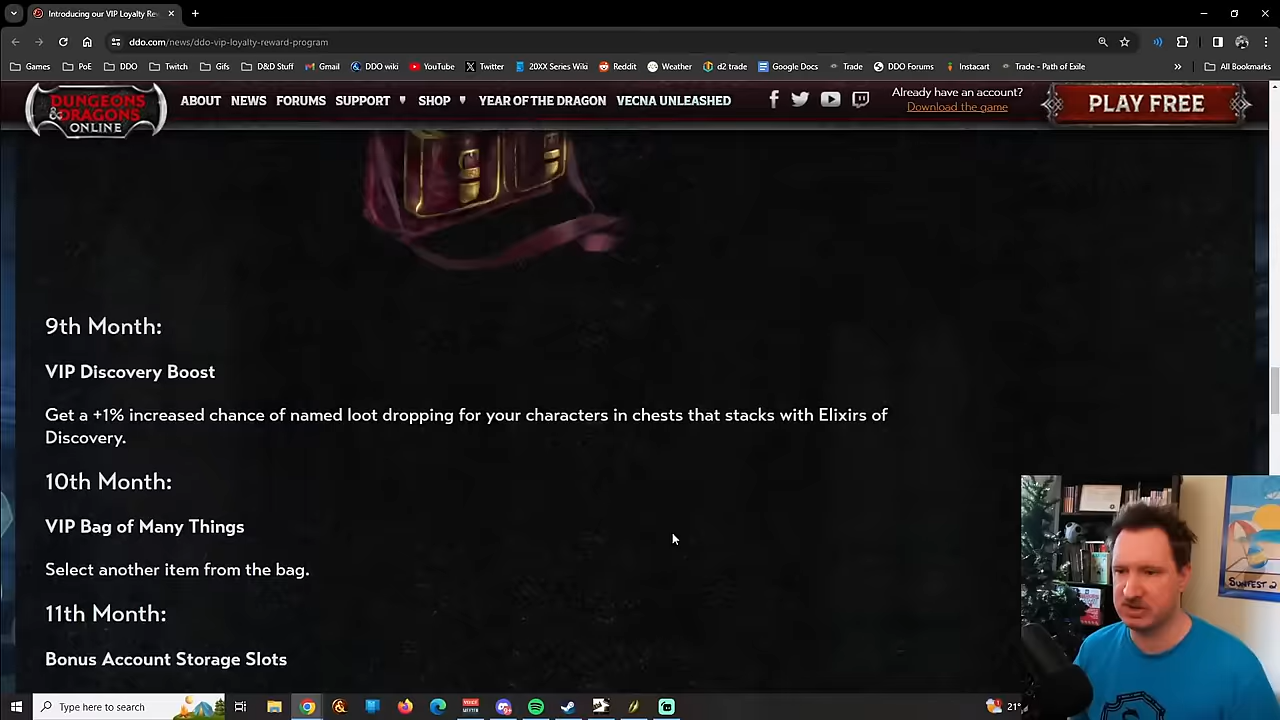 Introducing our VIP Loyalty Re
ddo.com/news/ddo-vip-loyalty-reward-program
Games PoE DDO Twitch Gifs D&D Stuff Gmail DDO wiki YouTube Twitter 20XX Series Wiki Reddit Weather d2 trade Google Docs Trade DDO Forums Instacart Trade - Path of Exile » All Bookmarks
DUNGEONS & DRAGONS ONLINE
ABOUT NEWS FORUMS SUPPORT SHOP YEAR OF THE DRAGON VECNA UNLEASHED
Already have an account?
Download the game
PLAY FREE
9th Month:
VIP Discovery Boost
Get a +1% increased chance of named loot dropping for your characters in chests that stacks with Elixirs of
Discovery.
10th Month:
VIP Bag of Many Things
Select another item from the bag.
11th Month:
Bonus Account Storage Slots
SUNFEST
Type here to search
21°